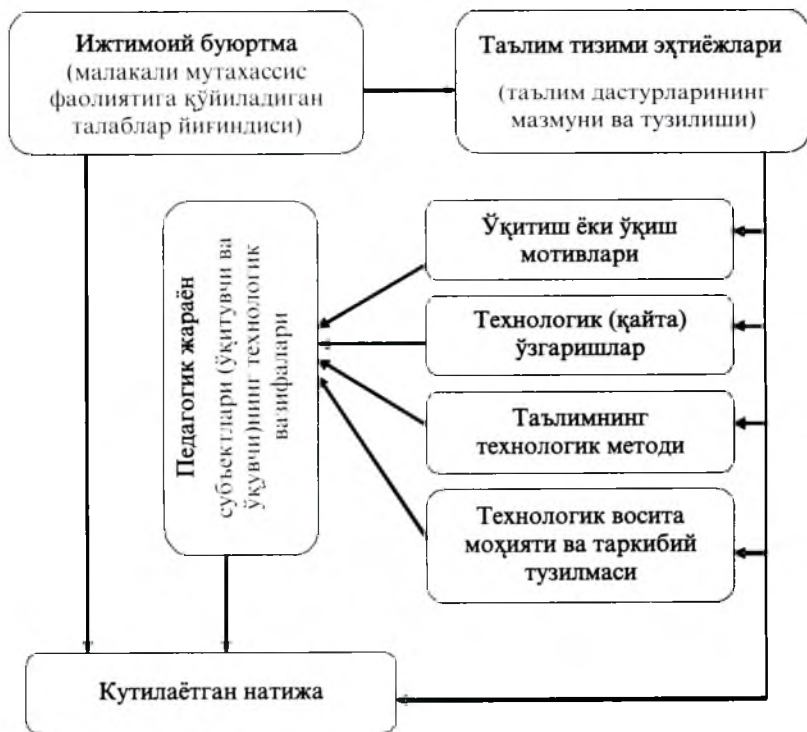 Ижтимоий буюртма
(малакали мутахассис
фаолиятига қўйиладиган
талаблар йиғиндиси)
Таълим тизими эҳтиёжлари
(таълим дастурларининг
мазмуни ва тузилиши)
Педагогик жараён
субъектлари (ўқитувчи ва
ўқувчи)нинг технологик
вазифалари
Ўқитиш ёки ўқиш
мотивлари
Технологик (қайта)
ўзгаришлар
Таълимнинг
технологик методи
Технологик восита
моҳияти ва таркибий
тузилмаси
Кутилаётган натижа